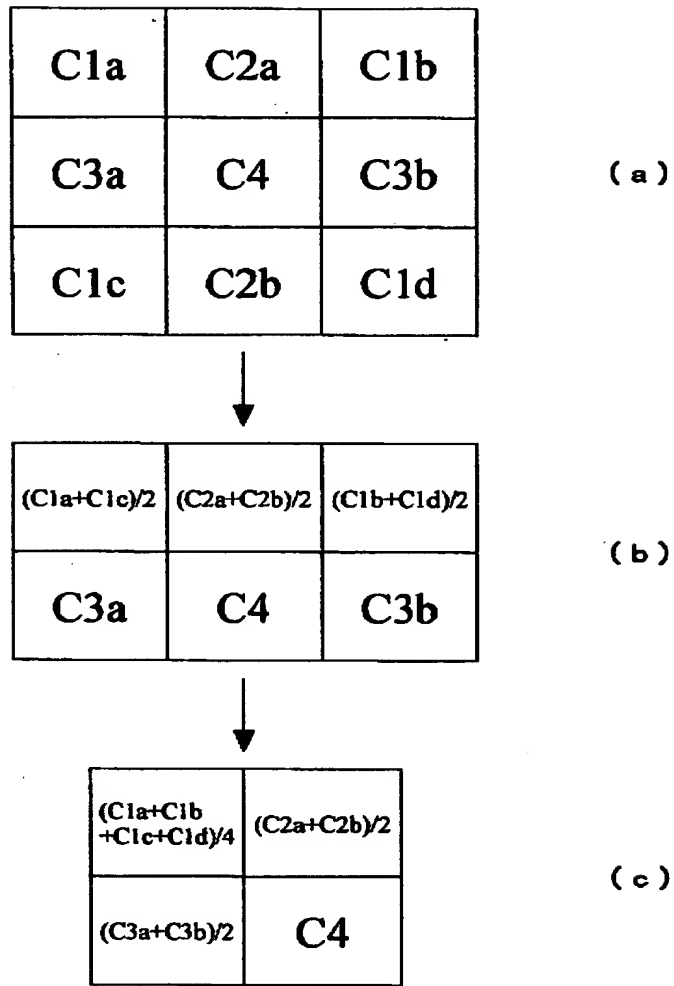 C1a C2a C1b
C3a C4 C3b
C1c C2b C1d
(a)
(C1a+C1c)/2 (C2a+C2b)/2 (C1b+C1d)/2
C3a C4 C3b
(b)
(C1a+C1b
+C1c+C1d)/4
(C2a+C2b)/2
(C3a+C3b)/2 C4
(c)